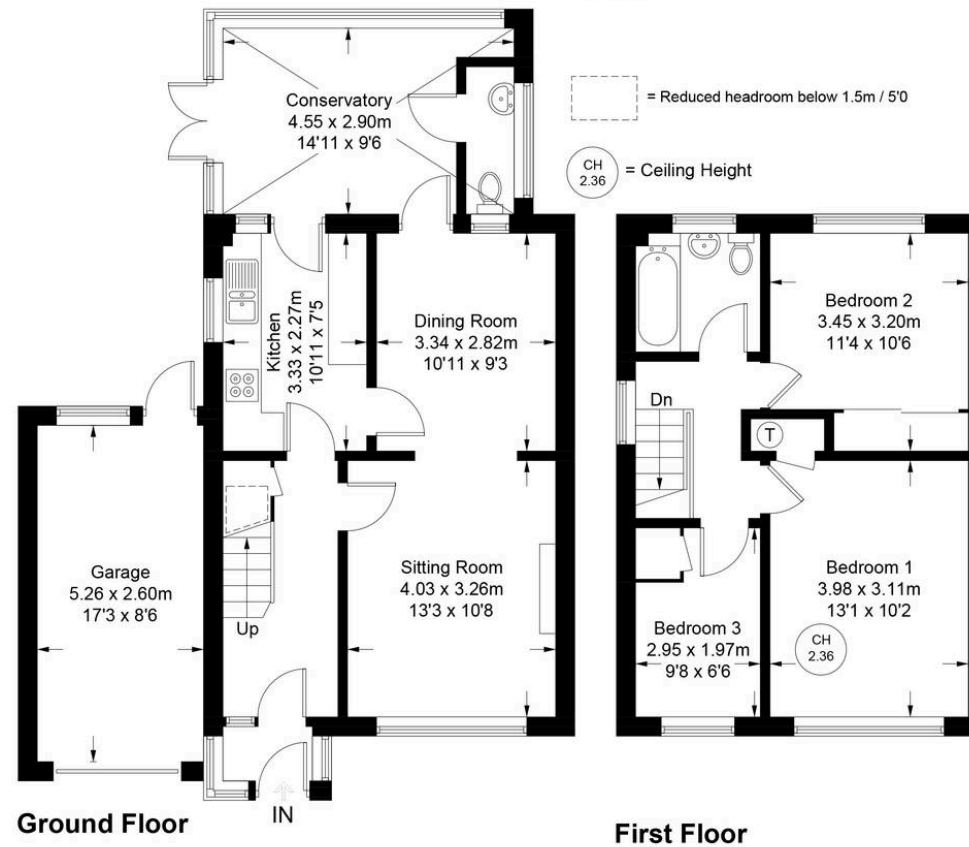 Conservatory
4.55 x 2.90m
14'11 x 9'6
= Reduced headroom below 1.5m / 5'0
CH
2.36
= Ceiling Height
Kitchen
3.33 x 2.27m
10'11 x 7'5
Dining Room
3.34 x 2.82m
10'11 x 9'3
Bedroom 2
3.45 x 3.20m
11'4 x 10'6
Dn
T
Garage
5.26 x 2.60m
17'3 x 8'6
Up
Sitting Room
4.03 x 3.26m
13'3 x 10'8
Bedroom 1
3.98 x 3.11m
13'1 x 10'2
CH
2.36
Bedroom 3
2.95 x 1.97m
9'8 x 6'6
IN
Ground Floor
First Floor